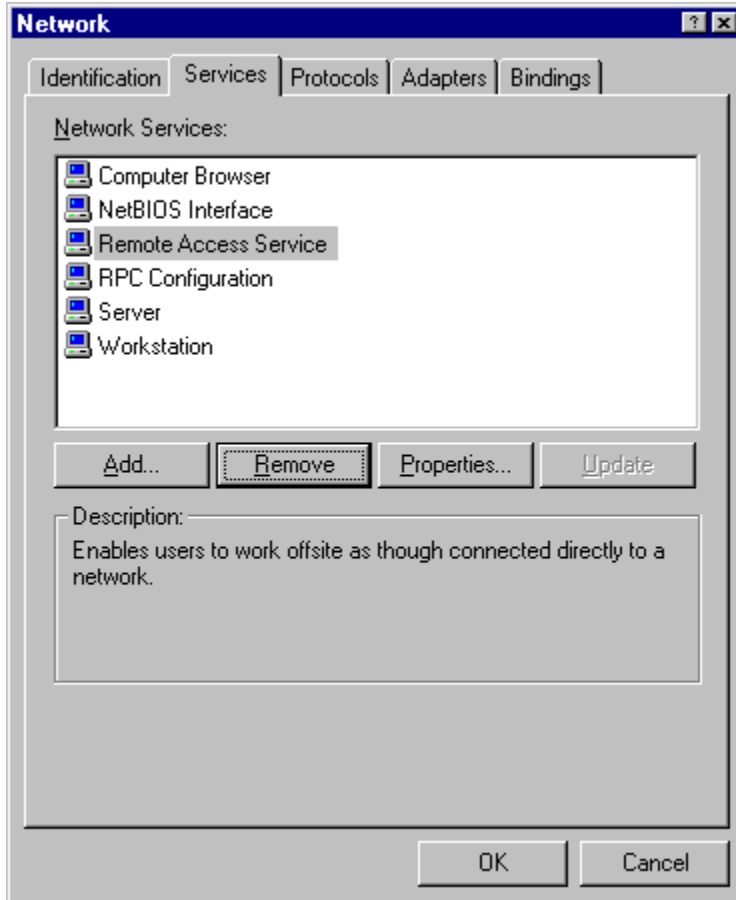 Network
Identification Services Protocols Adapters Bindings
Network Services:
Computer Browser
NetBIOS Interface
Remote Access Service
RPC Configuration
Server
Workstation
Add... Remove Properties... Update
Description:
Enables users to work offsite as though connected directly to a
network.
OK Cancel